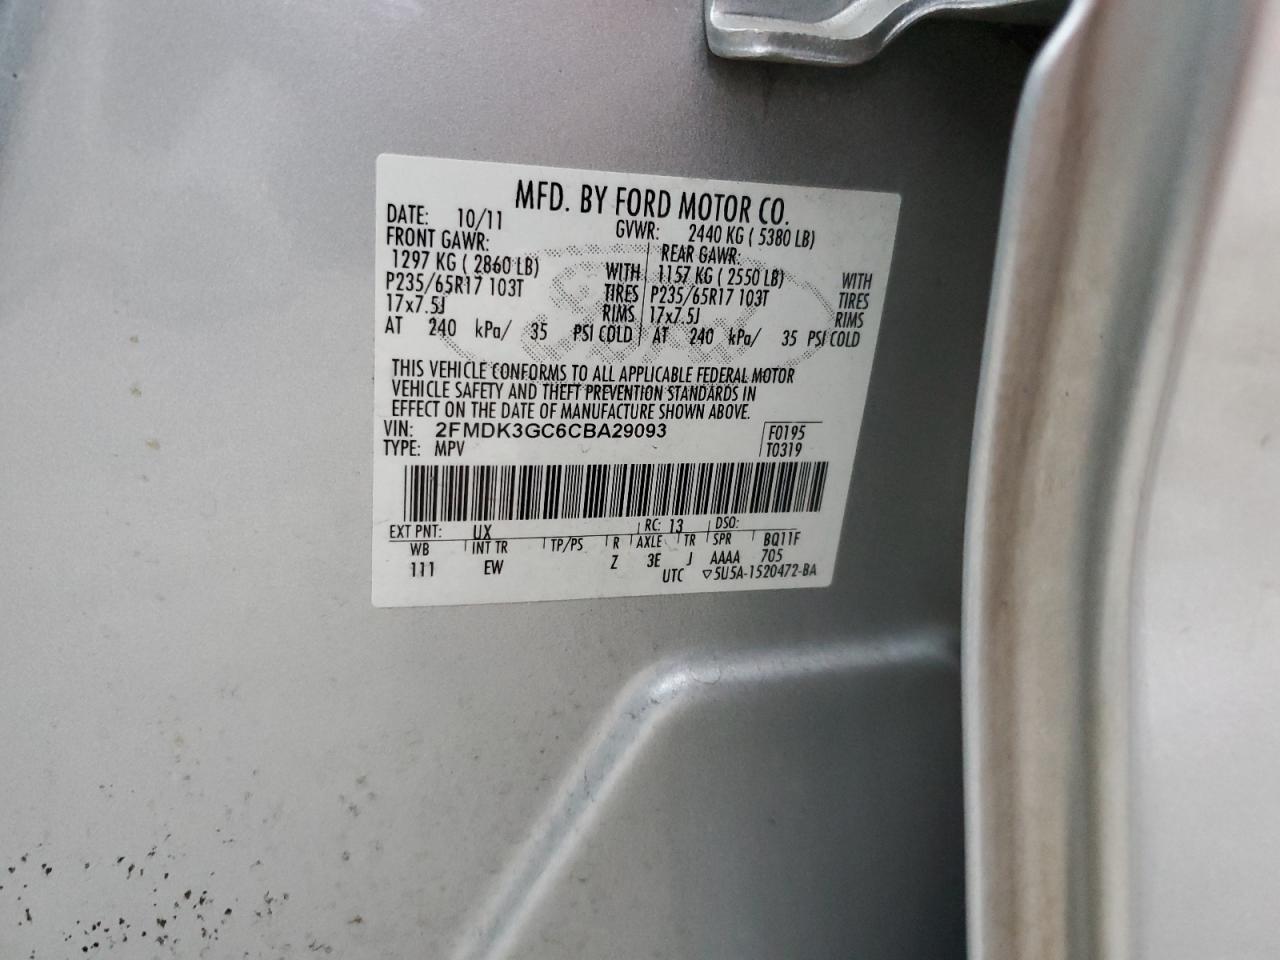 MFD. BY FORD MOTOR CO.
DATE: 10/11 GVWR: 2440 KG ( 5380 LB)
FRONT GAWR: REAR GAWR:
1297 KG ( 2860 LB) WITH 1157 KG ( 2550 LB) WITH
P235/65R17 103T TIRES P235/65R17 103T TIRES
17x7.5J RIMS 17x7.5J RIMS
AT 240 kPa/ 35 PSI COLD AT 240 kPa/ 35 PSI COLD
THIS VEHICLE CONFORMS TO ALL APPLICABLE FEDERAL MOTOR
VEHICLE SAFETY AND THEFT PREVENTION STANDARDS IN
EFFECT ON THE DATE OF MANUFACTURE SHOWN ABOVE.
VIN: 2FMDK3GC6CBA29093 F0195
TYPE: MPV T0319
EXT PNT: UX RC: 13 DSO:
WB INT TR TP/PS R AXLE TR SPR BQ11F
111 EW Z 3E J AAAA 705
UTC ▽5U5A-1520472-BA